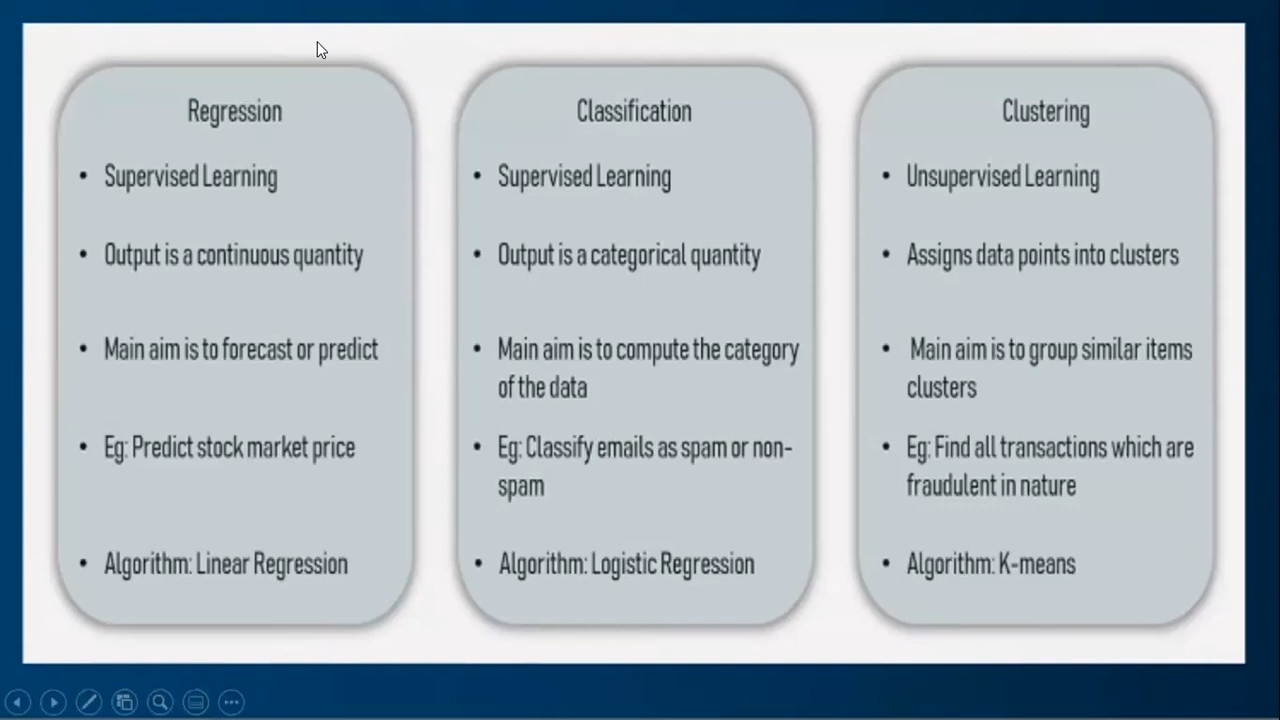 Regression
• Supervised Learning
• Output is a continuous quantity
• Main aim is to forecast or predict
• Eg: Predict stock market price
• Algorithm: Linear Regression
Classification
• Supervised Learning
• Output is a categorical quantity
• Main aim is to compute the category
of the data
• Eg: Classify emails as spam or non-
spam
• Algorithm: Logistic Regression
Clustering
• Unsupervised Learning
• Assigns data points into clusters
• Main aim is to group similar items
clusters
• Eg: Find all transactions which are
fraudulent in nature
• Algorithm: K-means